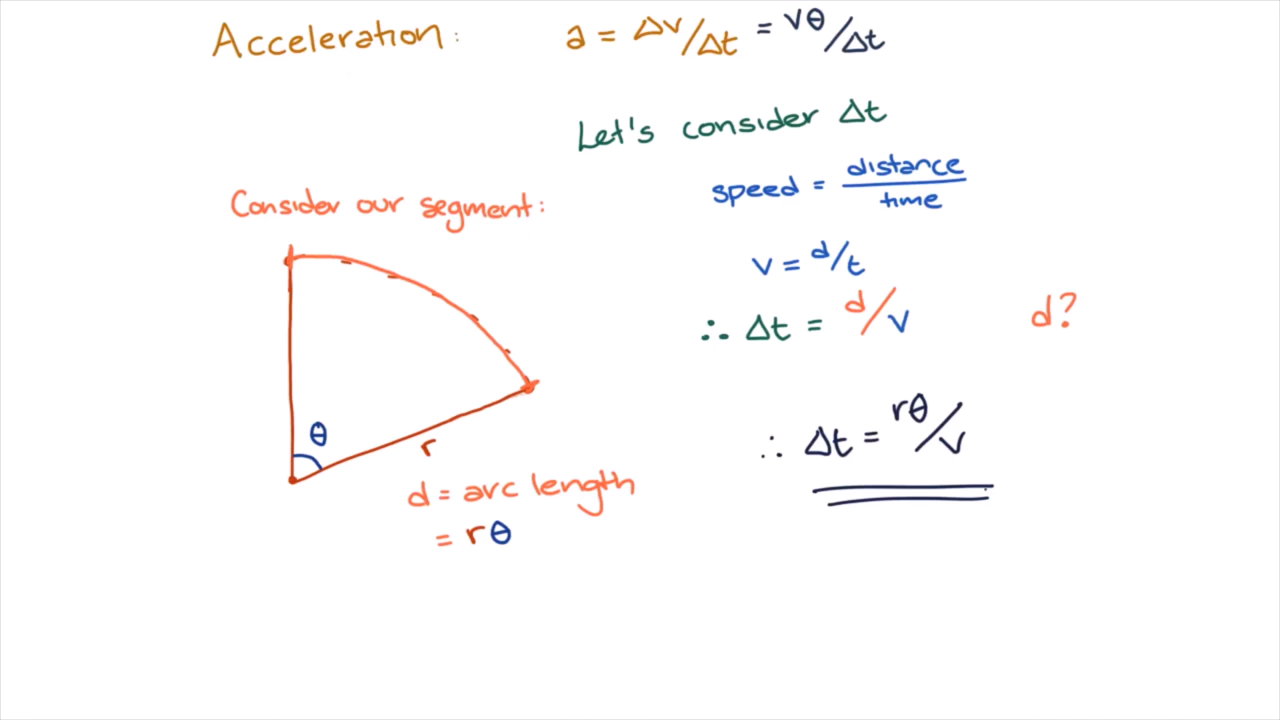 Acceleration: a = Δv/Δt = vθ/Δt
Let's consider Δt
speed = distance/time
Consider our segment:
v = d/t
∴ Δt = d/v
d?
θ
r
∴ Δt = rθ/v
d = arc length
= rθ